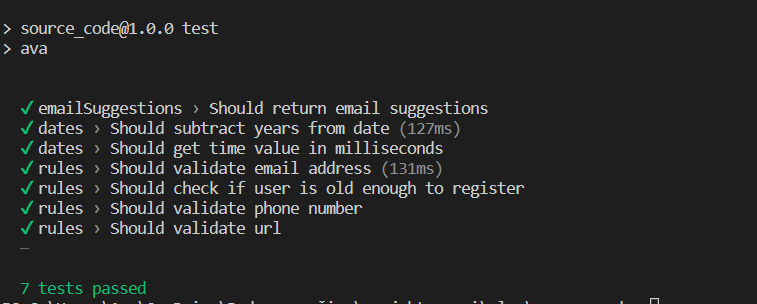 > source_code@1.0.0 test
> ava
✔ emailSuggestions › Should return email suggestions
✔ dates › Should subtract years from date (127ms)
✔ dates › Should get time value in milliseconds
✔ rules › Should validate email address (131ms)
✔ rules › Should check if user is old enough to register
✔ rules › Should validate phone number
✔ rules › Should validate url
─
7 tests passed